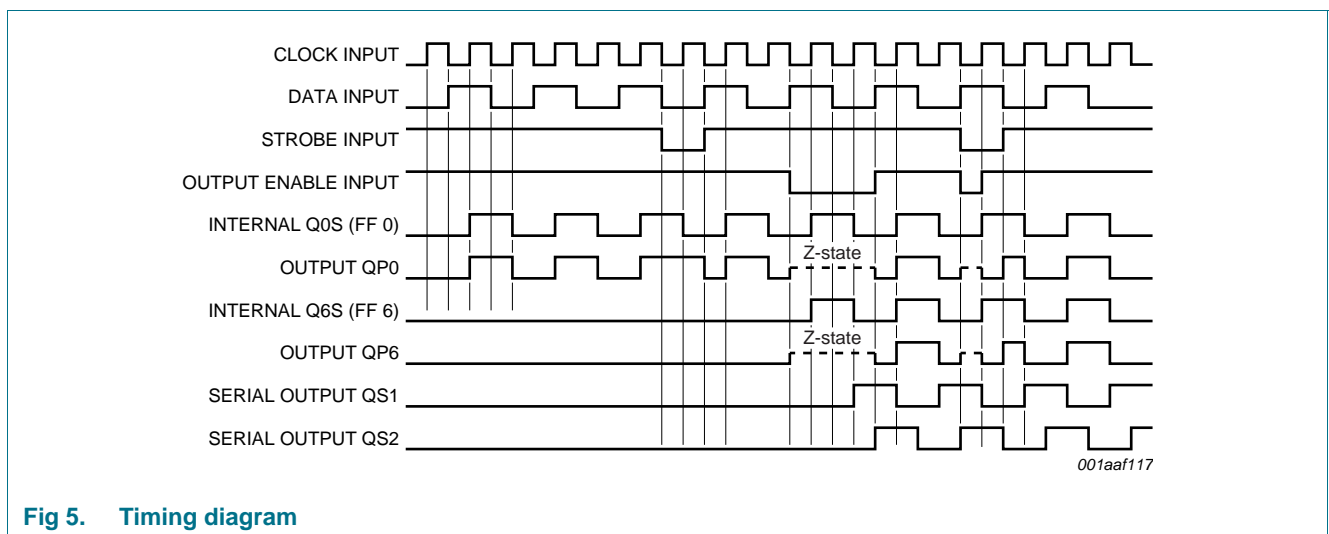 CLOCK INPUT
DATA INPUT
STROBE INPUT
OUTPUT ENABLE INPUT
INTERNAL Q0S (FF 0)
Z-state
OUTPUT QP0
INTERNAL Q6S (FF 6)
Z-state
OUTPUT QP6
SERIAL OUTPUT QS1
SERIAL OUTPUT QS2
001aaf117
Fig 5. Timing diagram